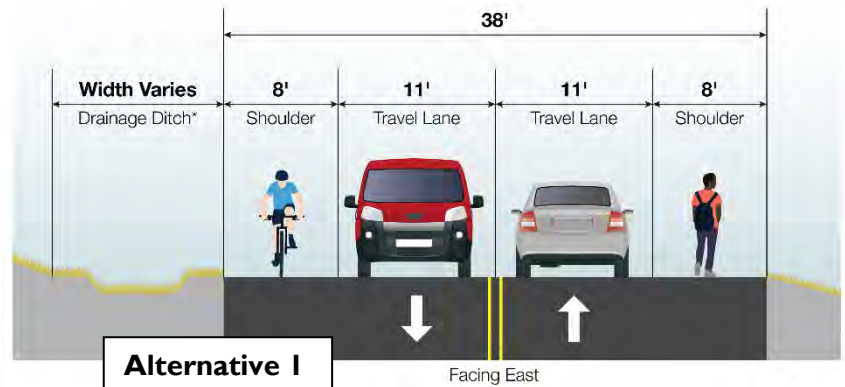 38'
Width Varies 8' 11' 11' 8'
Drainage Ditch* Shoulder Travel Lane Travel Lane Shoulder
Alternative 1
Facing East